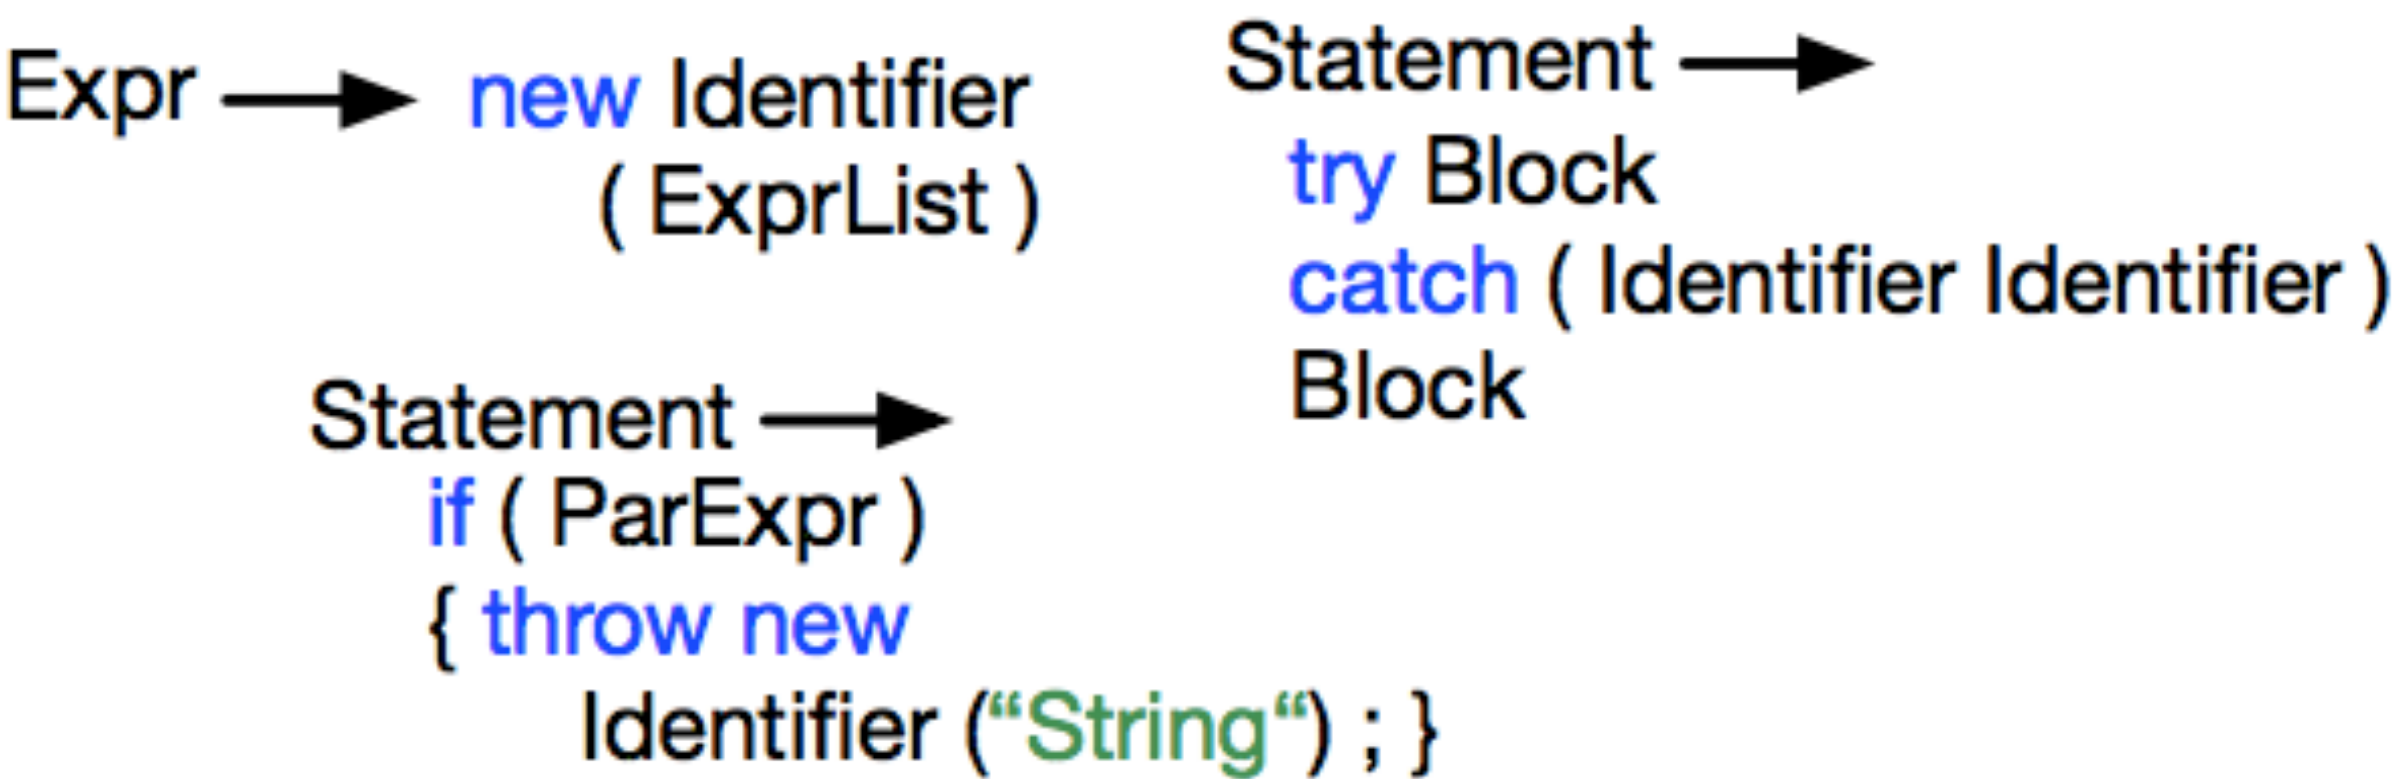 Expr → new Identifier
( ExprList )
Statement →
try Block
catch ( Identifier Identifier )
Block
Statement →
if ( ParExpr )
{ throw new
Identifier (“String“) ; }